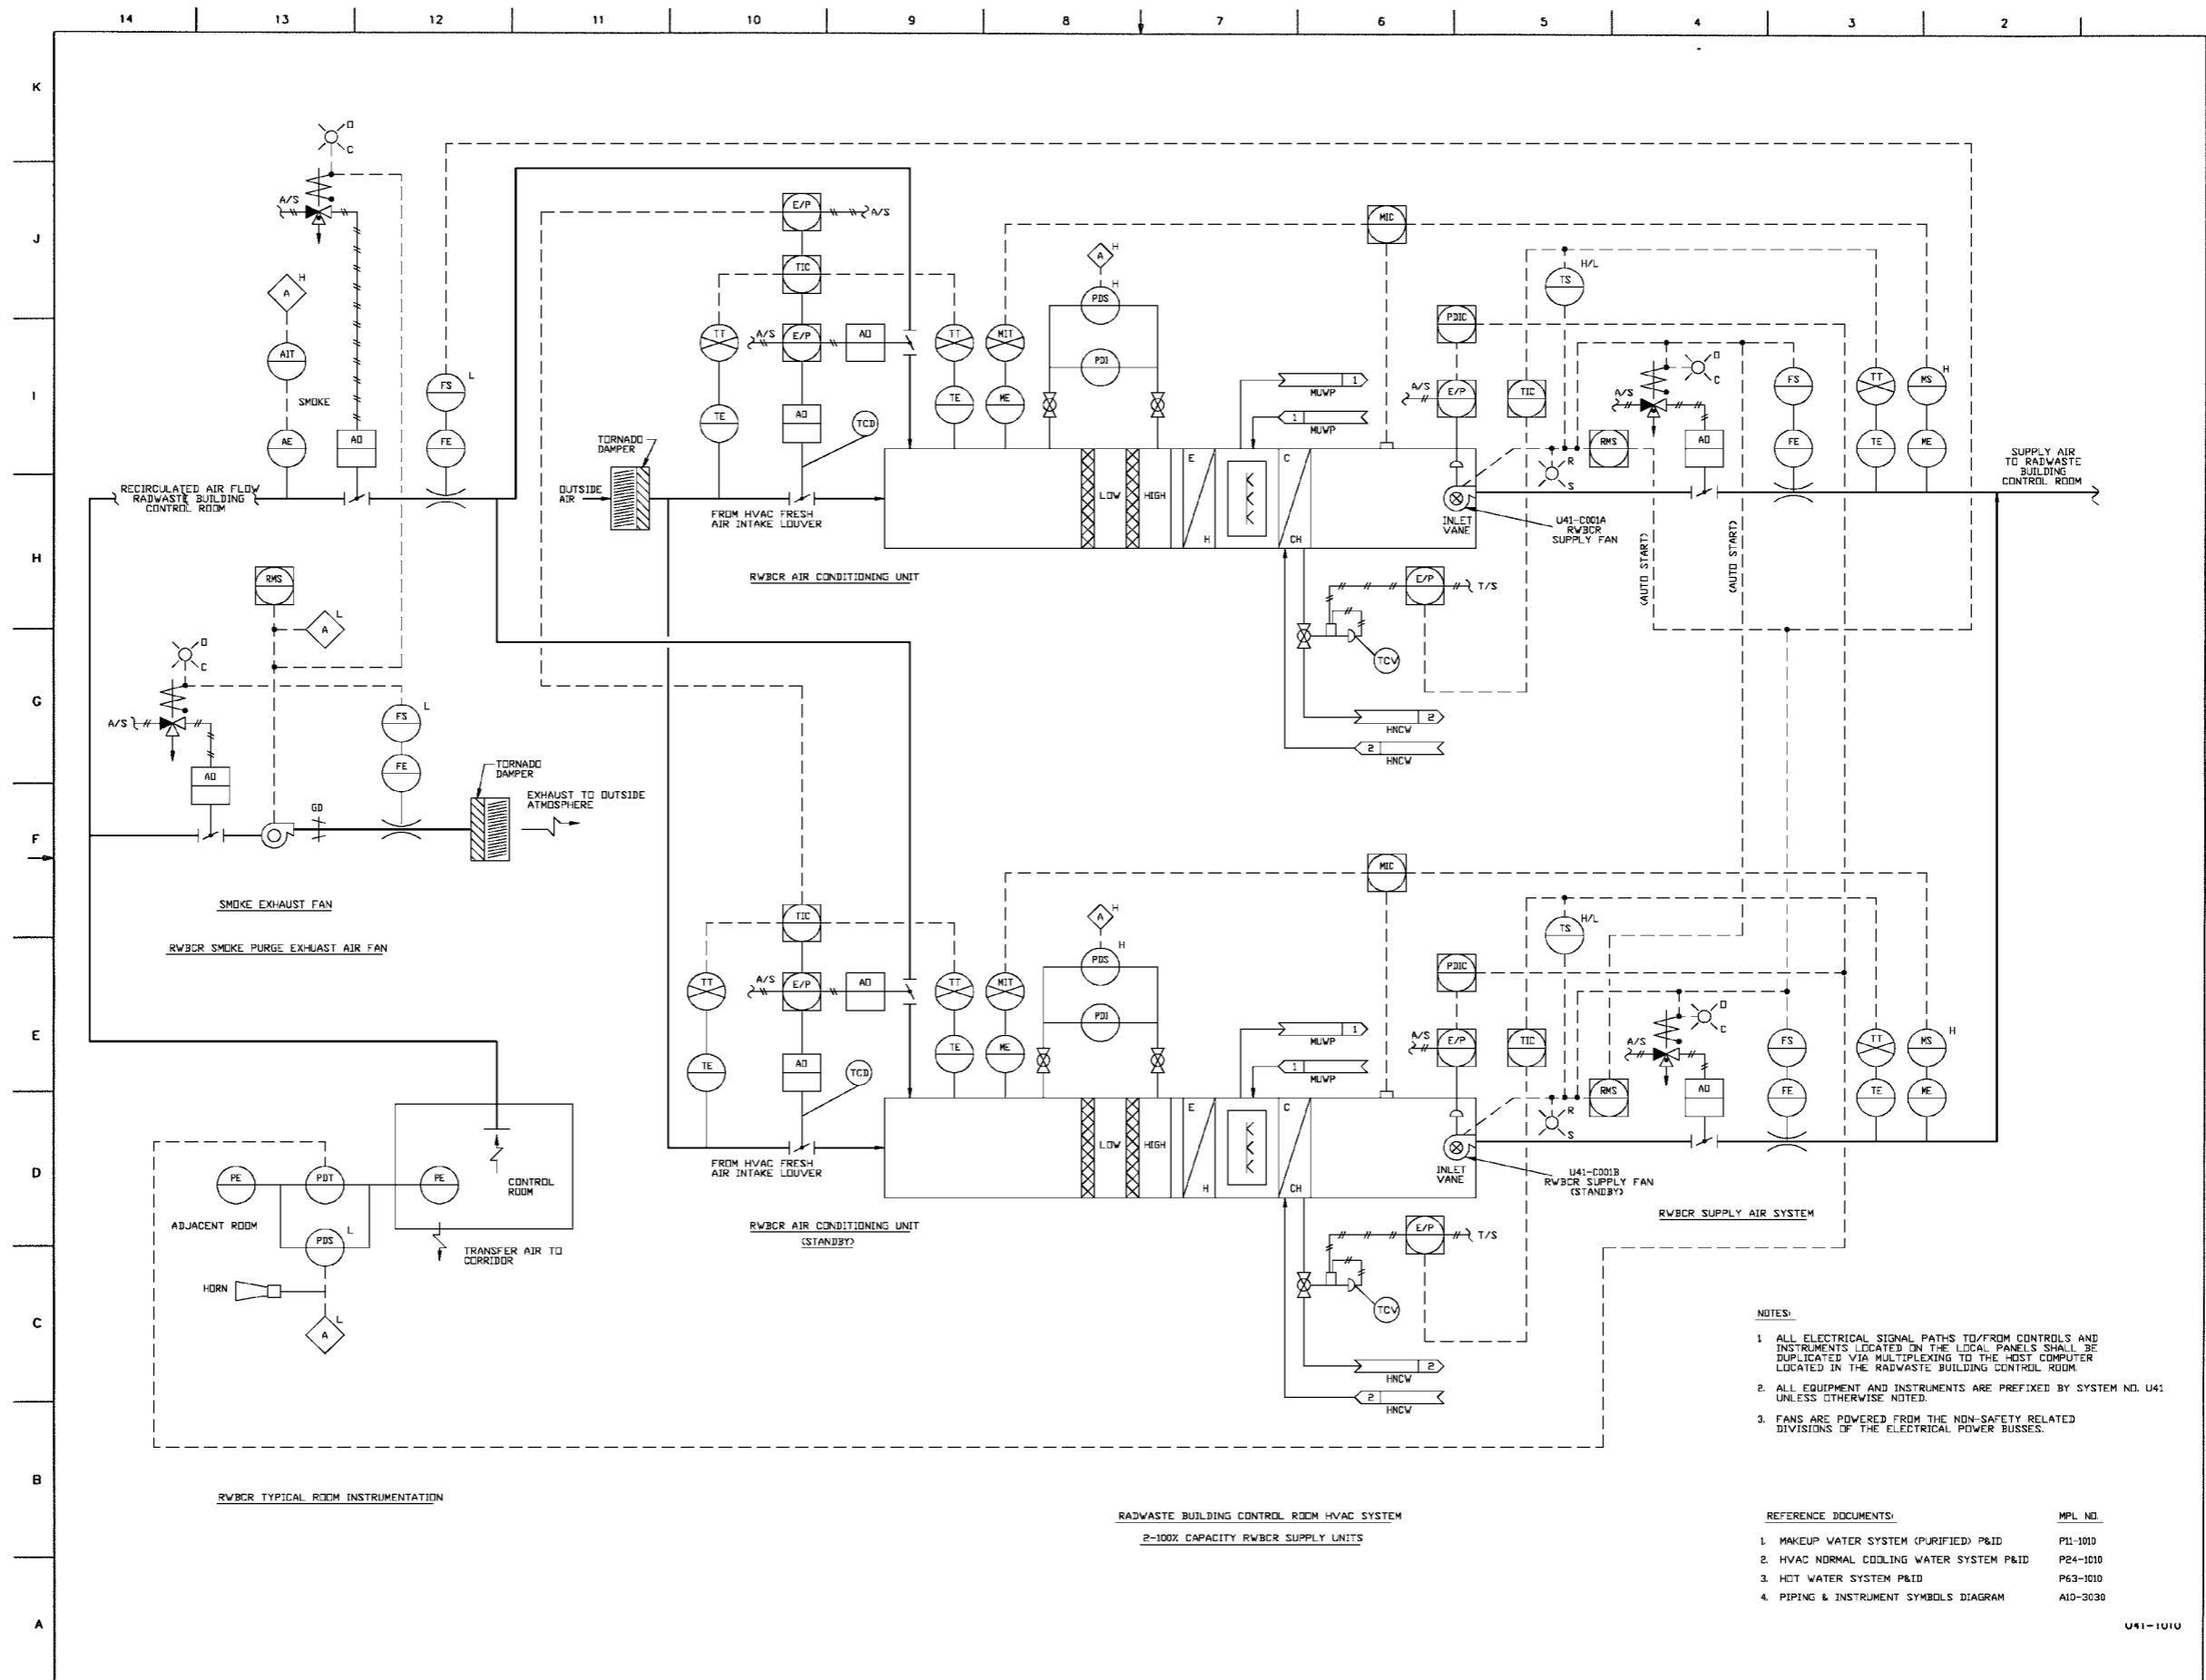 14 13 12 11 10 9 8 7 6 5 4 3 2
K
O
C
A/S
E/P
A/S
J
MIC
H
A
H
A
TIC
H
PDS
H/L
TS
PDIC
TT
A/S
E/P
AO
TT
MIT
AIT
PDI
O
C
I
SMOKE
L
FS
1
MUWP
A/S
E/P
TIC
A/S
FS
TT
H
MS
TE
AO
TE
ME
1
MUWP
AE
AO
FE
TCD
TORNADO
DAMPER
R
S
RMS
AO
FE
TE
ME
E
C
SUPPLY AIR
TO RADWASTE
BUILDING
CONTROL ROOM
RECIRCULATED AIR FLOW
RADWASTE BUILDING
CONTROL ROOM
OUTSIDE
AIR
LOW
HIGH
FROM HVAC FRESH
AIR INTAKE LOUVER
INLET
VANE
U41-C001A
RWBCR
SUPPLY FAN
H
CH
H
RWBCR AIR CONDITIONING UNIT
(AUTO START)
(AUTO START)
RMS
L
A
E/P
T/S
TCV
O
C
G
A/S
L
FS
2
HNCW
2
HNCW
FE
AO
TORNADO
DAMPER
EXHAUST TO OUTSIDE
ATMOSPHERE
GD
F
SMOKE EXHAUST FAN
RWBCR SMOKE PURGE EXHUAST AIR FAN
MIC
TIC
H
A
H
PDS
H/L
TS
PDIC
TT
A/S
E/P
AO
TT
MIT
PDI
O
C
E
1
MUWP
A/S
E/P
TIC
A/S
FS
TT
H
MS
TE
AO
TCD
TE
ME
1
MUWP
R
S
RMS
AO
FE
TE
ME
E
C
LOW
HIGH
H
CH
FROM HVAC FRESH
AIR INTAKE LOUVER
INLET
VANE
U41-C001B
RWBCR SUPPLY FAN
(STANDBY)
D
PE
PDT
PE
CONTROL
ROOM
ADJACENT ROOM
L
PDS
TRANSFER AIR TO
CORRIDOR
RWBCR AIR CONDITIONING UNIT
(STANDBY)
RWBCR SUPPLY AIR SYSTEM
E/P
T/S
TCV
HORN
L
A
C
2
HNCW
2
HNCW
NOTES:
1 ALL ELECTRICAL SIGNAL PATHS TO/FROM CONTROLS AND
INSTRUMENTS LOCATED ON THE LOCAL PANELS SHALL BE
DUPLICATED VIA MULTIPLEXING TO THE HOST COMPUTER
LOCATED IN THE RADWASTE BUILDING CONTROL ROOM.
2. ALL EQUIPMENT AND INSTRUMENTS ARE PREFIXED BY SYSTEM NO. U41
UNLESS OTHERWISE NOTED.
3. FANS ARE POWERED FROM THE NON-SAFETY RELATED
DIVISIONS OF THE ELECTRICAL POWER BUSSES.
B
RWBCR TYPICAL ROOM INSTRUMENTATION
RADWASTE BUILDING CONTROL ROOM HVAC SYSTEM
2-100% CAPACITY RWBCR SUPPLY UNITS
REFERENCE DOCUMENTS: MPL NO.
1. MAKEUP WATER SYSTEM (PURIFIED) P&ID P11-1010
2. HVAC NORMAL COOLING WATER SYSTEM P&ID P24-1010
3. HOT WATER SYSTEM P&ID P63-1010
4. PIPING & INSTRUMENT SYMBOLS DIAGRAM A10-3030
A
U41-1010